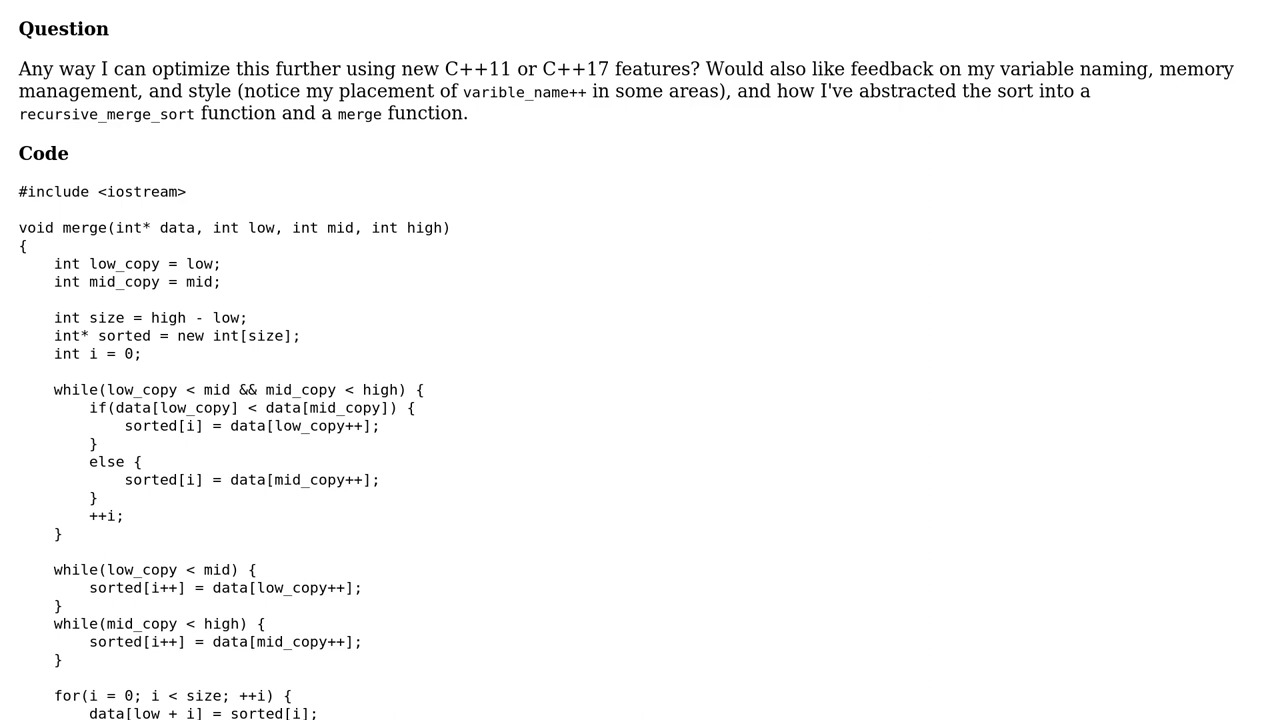 Question
Any way I can optimize this further using new C++11 or C++17 features? Would also like feedback on my variable naming, memory
management, and style (notice my placement of varible_name++ in some areas), and how I've abstracted the sort into a
recursive_merge_sort function and a merge function.
Code
#include <iostream>
void merge(int* data, int low, int mid, int high)
{
    int low_copy = low;
    int mid_copy = mid;
    int size = high - low;
    int* sorted = new int[size];
    int i = 0;
    while(low_copy < mid && mid_copy < high) {
        if(data[low_copy] < data[mid_copy]) {
            sorted[i] = data[low_copy++];
        }
        else {
            sorted[i] = data[mid_copy++];
        }
        ++i;
    }
    while(low_copy < mid) {
        sorted[i++] = data[low_copy++];
    }
    while(mid_copy < high) {
        sorted[i++] = data[mid_copy++];
    }
    for(i = 0; i < size; ++i) {
        data[low + i] = sorted[i];